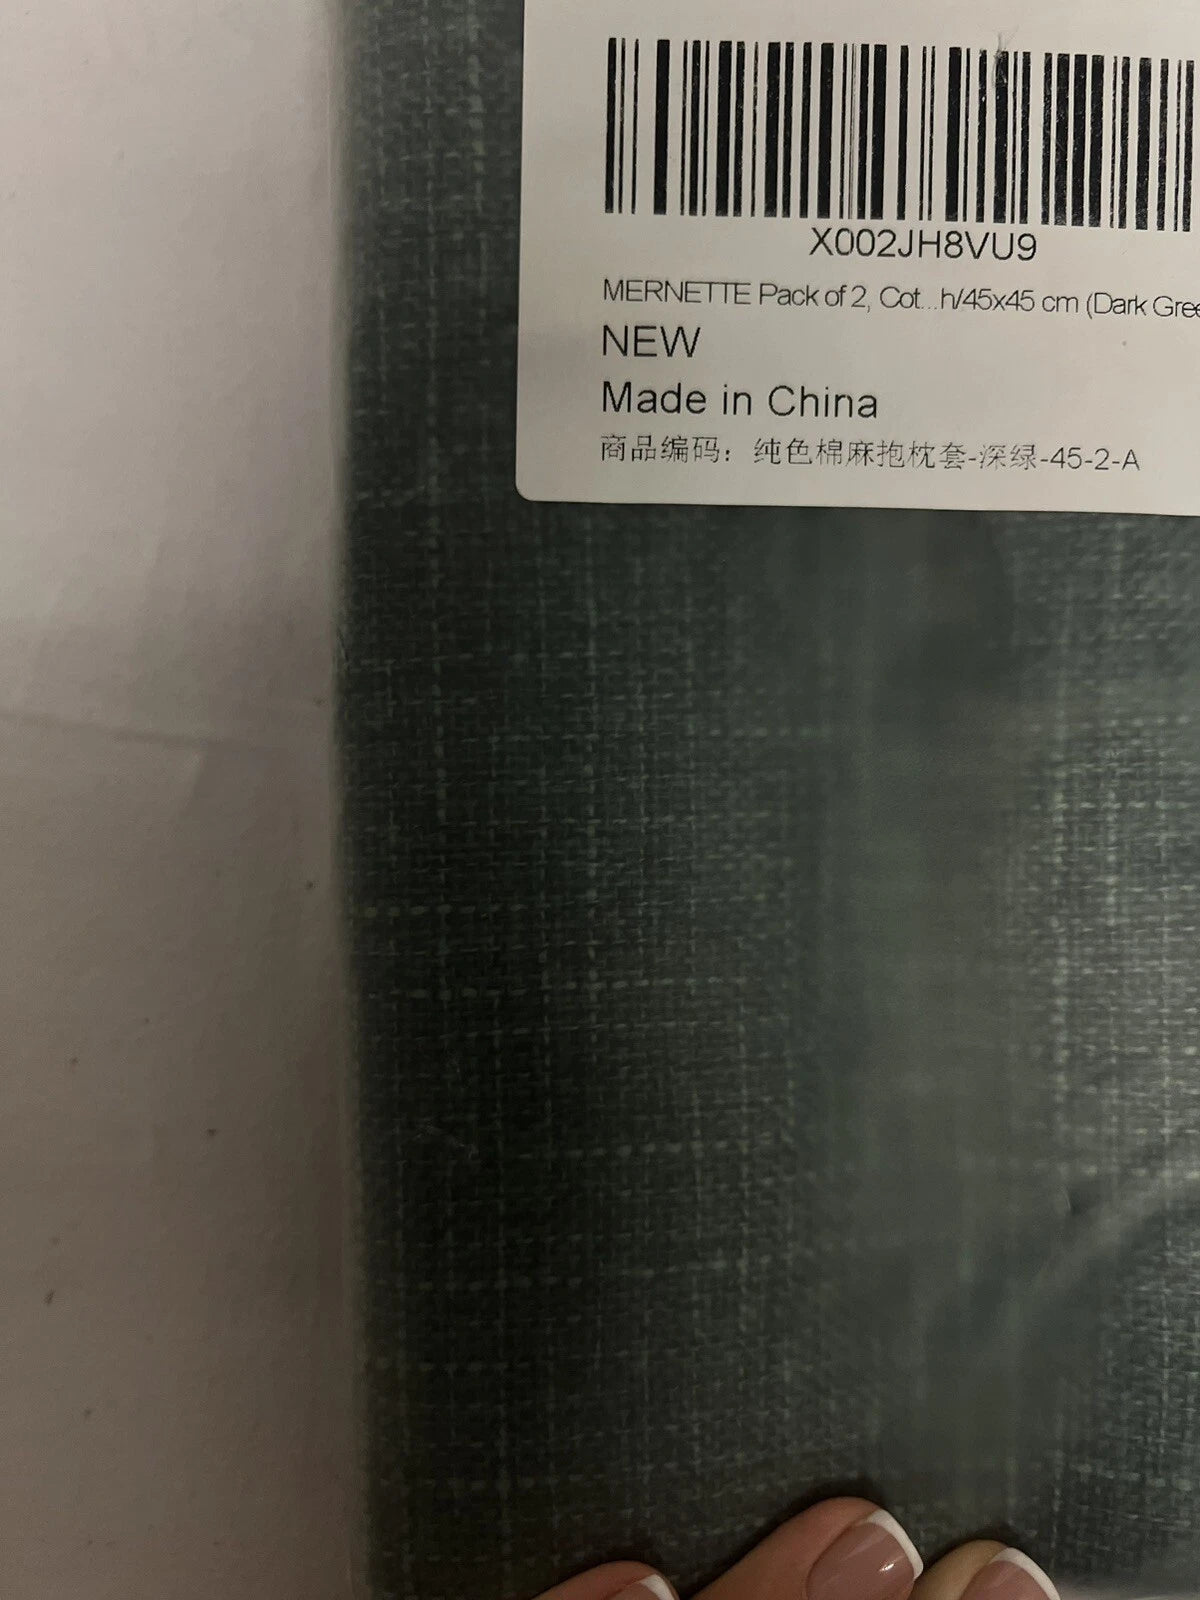 X002JH8VU9
MERNETTE Pack of 2, Cot...h/45x45 cm (Dark Gree
NEW
Made in China
商品编码：纯色棉麻抱枕套-深绿-45-2-A